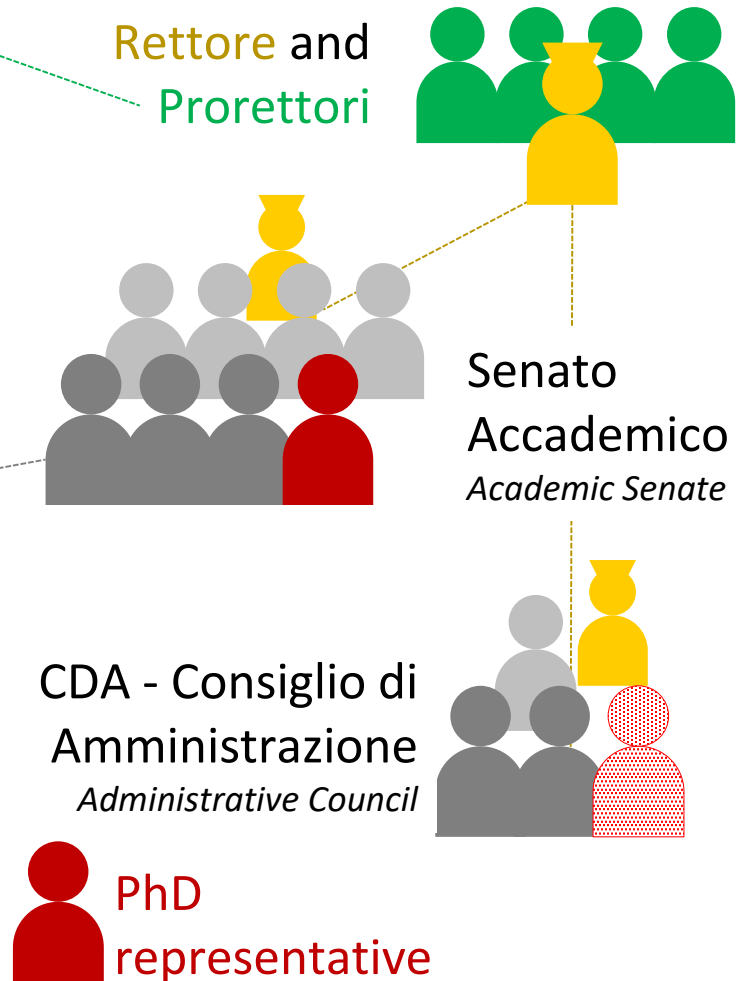 Rettore and
Prorettori
Senato
Accademico
Academic Senate
CDA - Consiglio di
Amministrazione
Administrative Council
PhD
representative